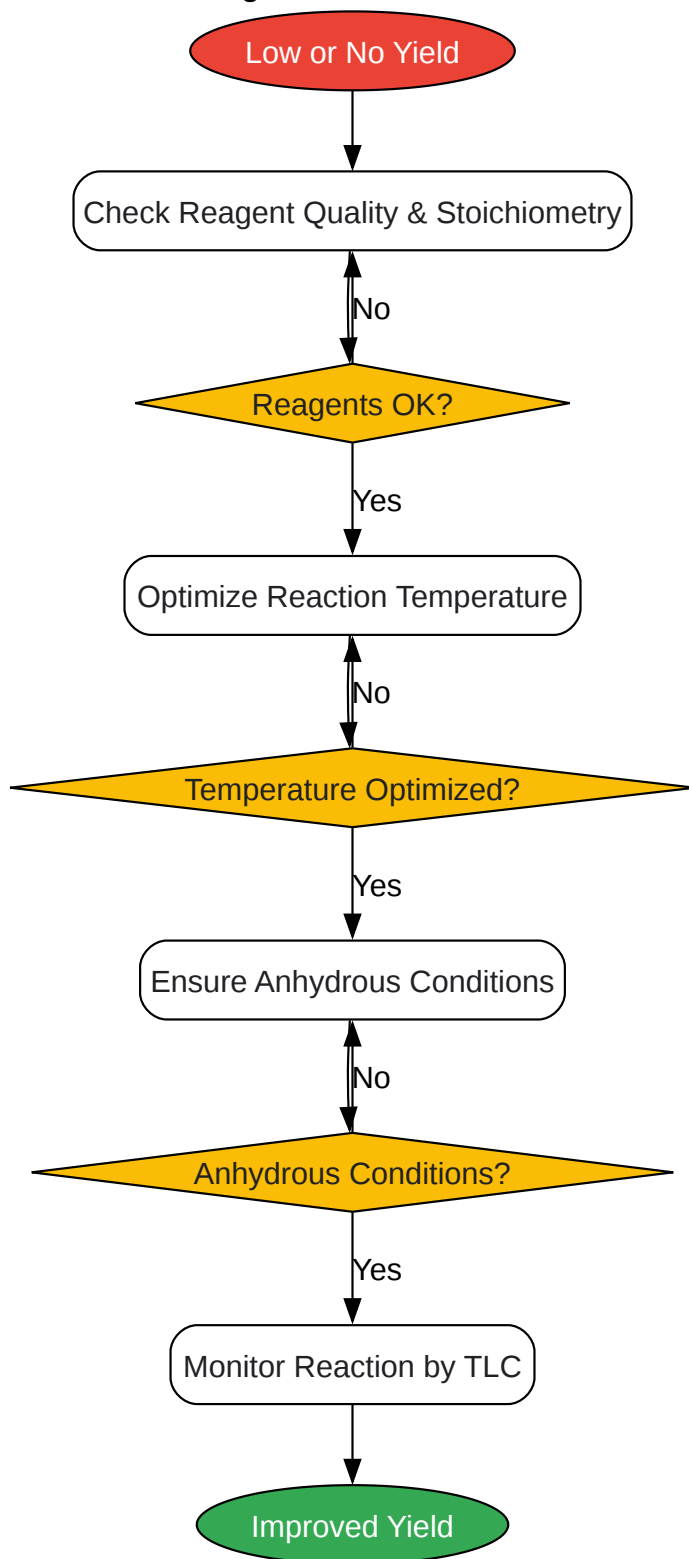 Low or No Yield
Check Reagent Quality & Stoichiometry
No
Reagents OK?
Yes
Optimize Reaction Temperature
No
Temperature Optimized?
Yes
Ensure Anhydrous Conditions
No
Anhydrous Conditions?
Yes
Monitor Reaction by TLC
Improved Yield